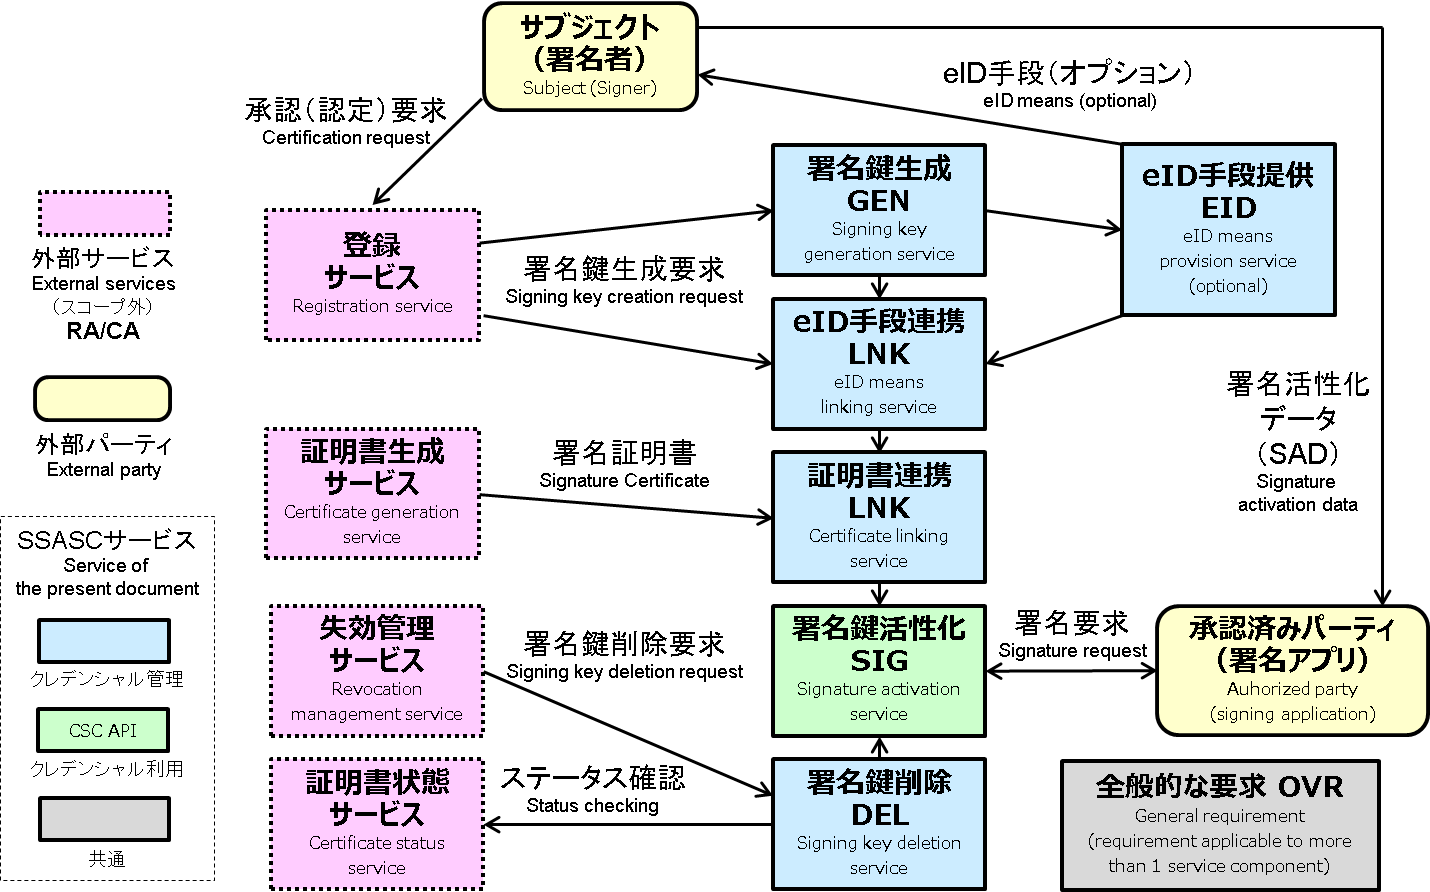 サブジェクト
（署名者）
Subject (Signer)
承認（認定）要求
Certification request
eID手段（オプション）
eID means (optional)
外部サービス
External services
（スコープ外）
RA/CA
外部パーティ
External party
SSASCサービス
Service of
the present document
クレデンシャル管理
CSC API
クレデンシャル利用
共通
登録
サービス
Registration service
署名鍵生成要求
Signing key creation request
署名鍵生成
GEN
Signing key
generation service
eID手段提供
EID
eID means
provision service
(optional)
eID手段連携
LNK
eID means
linking service
署名活性化
データ
（SAD）
Signature
activation data
証明書生成
サービス
Certificate generation
service
署名証明書
Signature Certificate
証明書連携
LNK
Certificate linking
service
失効管理
サービス
Revocation
management service
署名鍵削除要求
Signing key deletion request
署名鍵活性化
SIG
Signature activation
service
署名要求
Signature request
承認済みパーティ
（署名アプリ）
Auhorized party
(signing application)
証明書状態
サービス
Certificate status
service
ステータス確認
Status checking
署名鍵削除
DEL
Signing key deletion
service
全般的な要求 OVR
General requirement
(requirement applicable to more
than 1 service component)